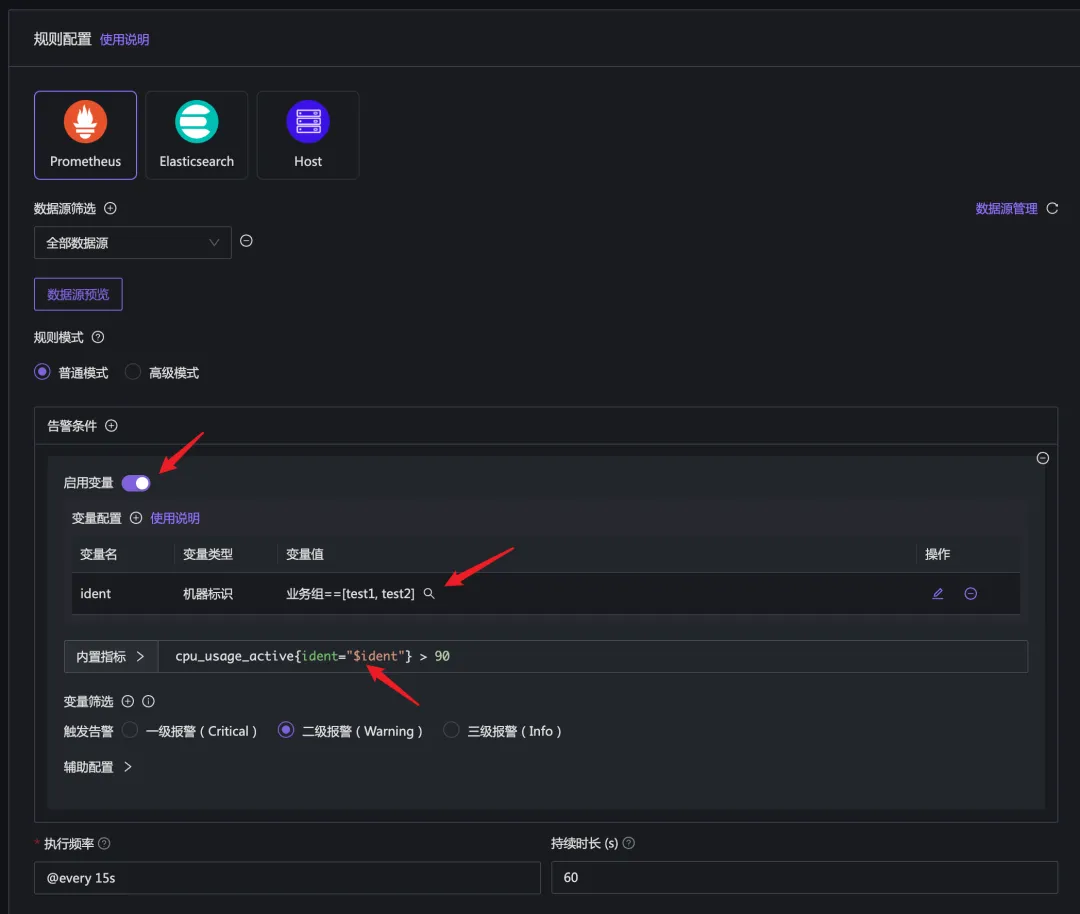 规则配置 使用说明
Prometheus Elasticsearch Host
数据源筛选 数据源管理
全部数据源
数据源预览
规则模式
普通模式 高级模式
告警条件
启用变量
变量配置 使用说明
变量名 变量类型 变量值 操作
ident 机器标识 业务组==[test1, test2]
内置指标 cpu_usage_active{ident="$ident"} > 90
变量筛选
触发告警 一级报警 ( Critical ) 二级报警 ( Warning ) 三级报警 ( Info )
辅助配置
* 执行频率 持续时长 (s)
@every 15s 60